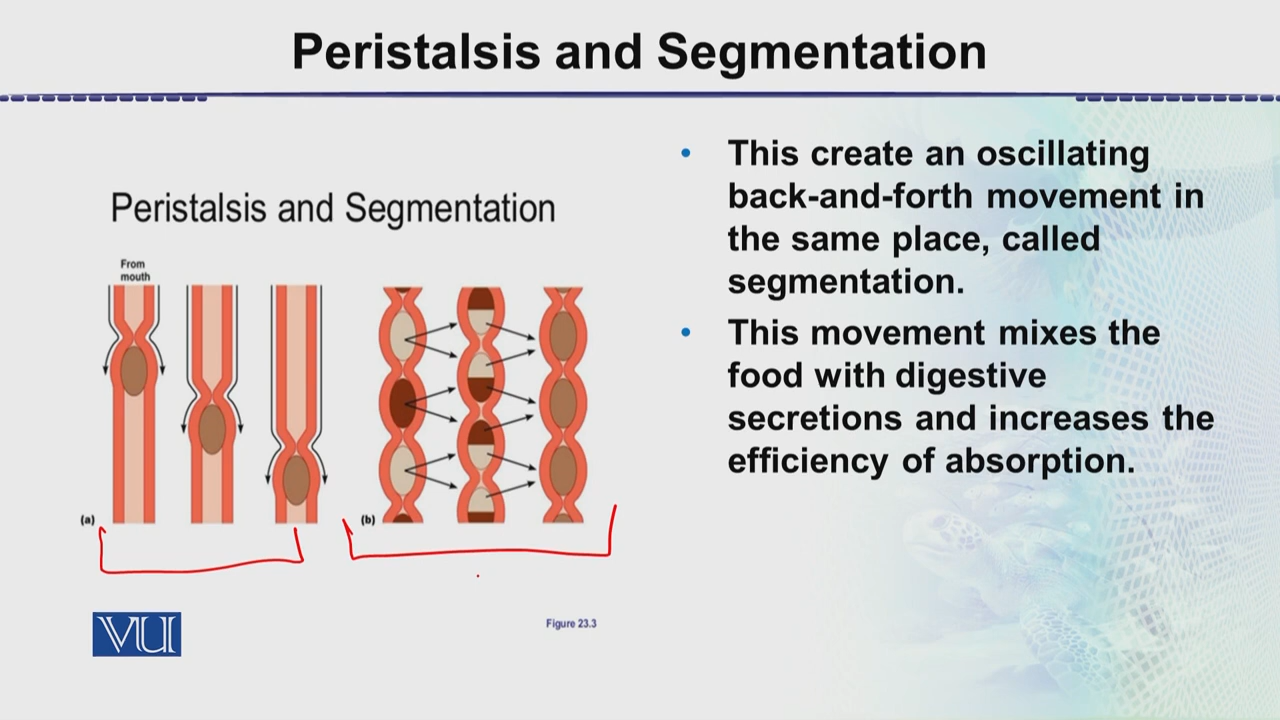 Peristalsis and Segmentation
Peristalsis and Segmentation
From
mouth
(a)
(b)
Figure 23.3
VU
• This create an oscillating
back-and-forth movement in
the same place, called
segmentation.
• This movement mixes the
food with digestive
secretions and increases the
efficiency of absorption.